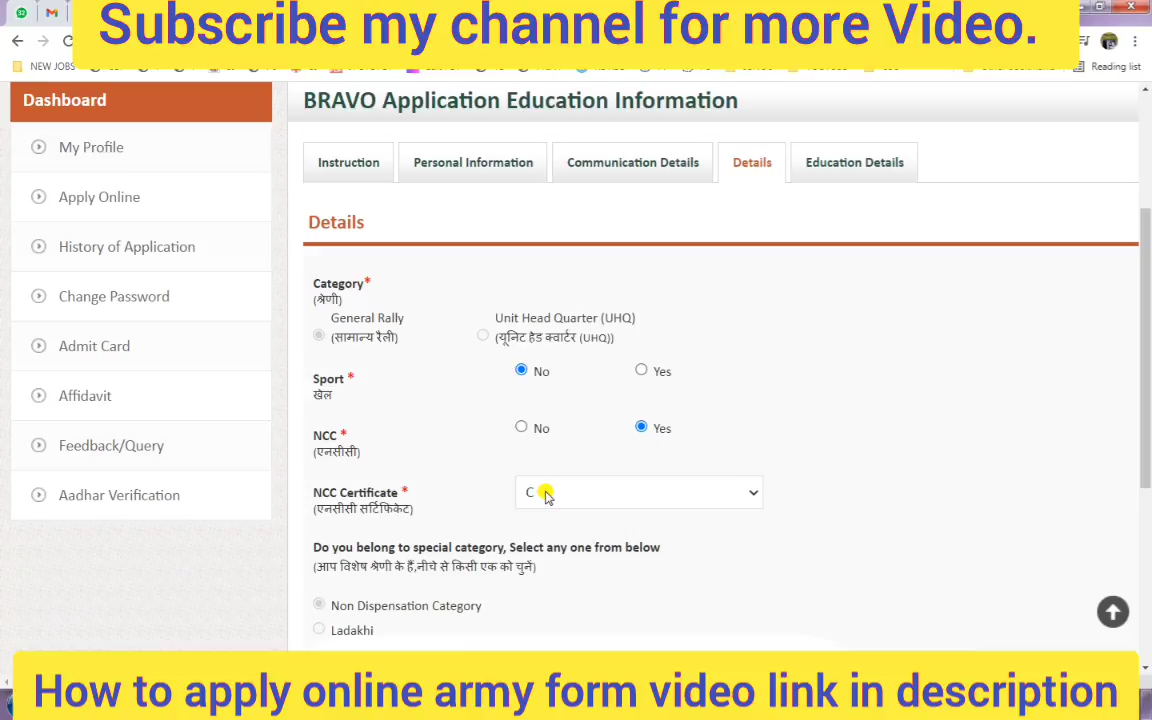 Subscribe my channel for more Video.
NEW JOBS
Reading list
Dashboard
My Profile
Apply Online
History of Application
Change Password
Admit Card
Affidavit
Feedback/Query
Aadhar Verification
BRAVO Application Education Information
Instruction
Personal Information
Communication Details
Details
Education Details
Details
Category*
(श्रेणी)
General Rally
(सामान्य रैली)
Unit Head Quarter (UHQ)
(यूनिट हेड क्वार्टर (UHQ))
Sport *
खेल
No
Yes
NCC *
(एनसीसी)
No
Yes
NCC Certificate *
(एनसीसी सर्टिफिकेट)
C
Do you belong to special category, Select any one from below
(आप विशेष श्रेणी के हैं,नीचे से किसी एक को चुनें)
Non Dispensation Category
Ladakhi
How to apply online army form video link in description